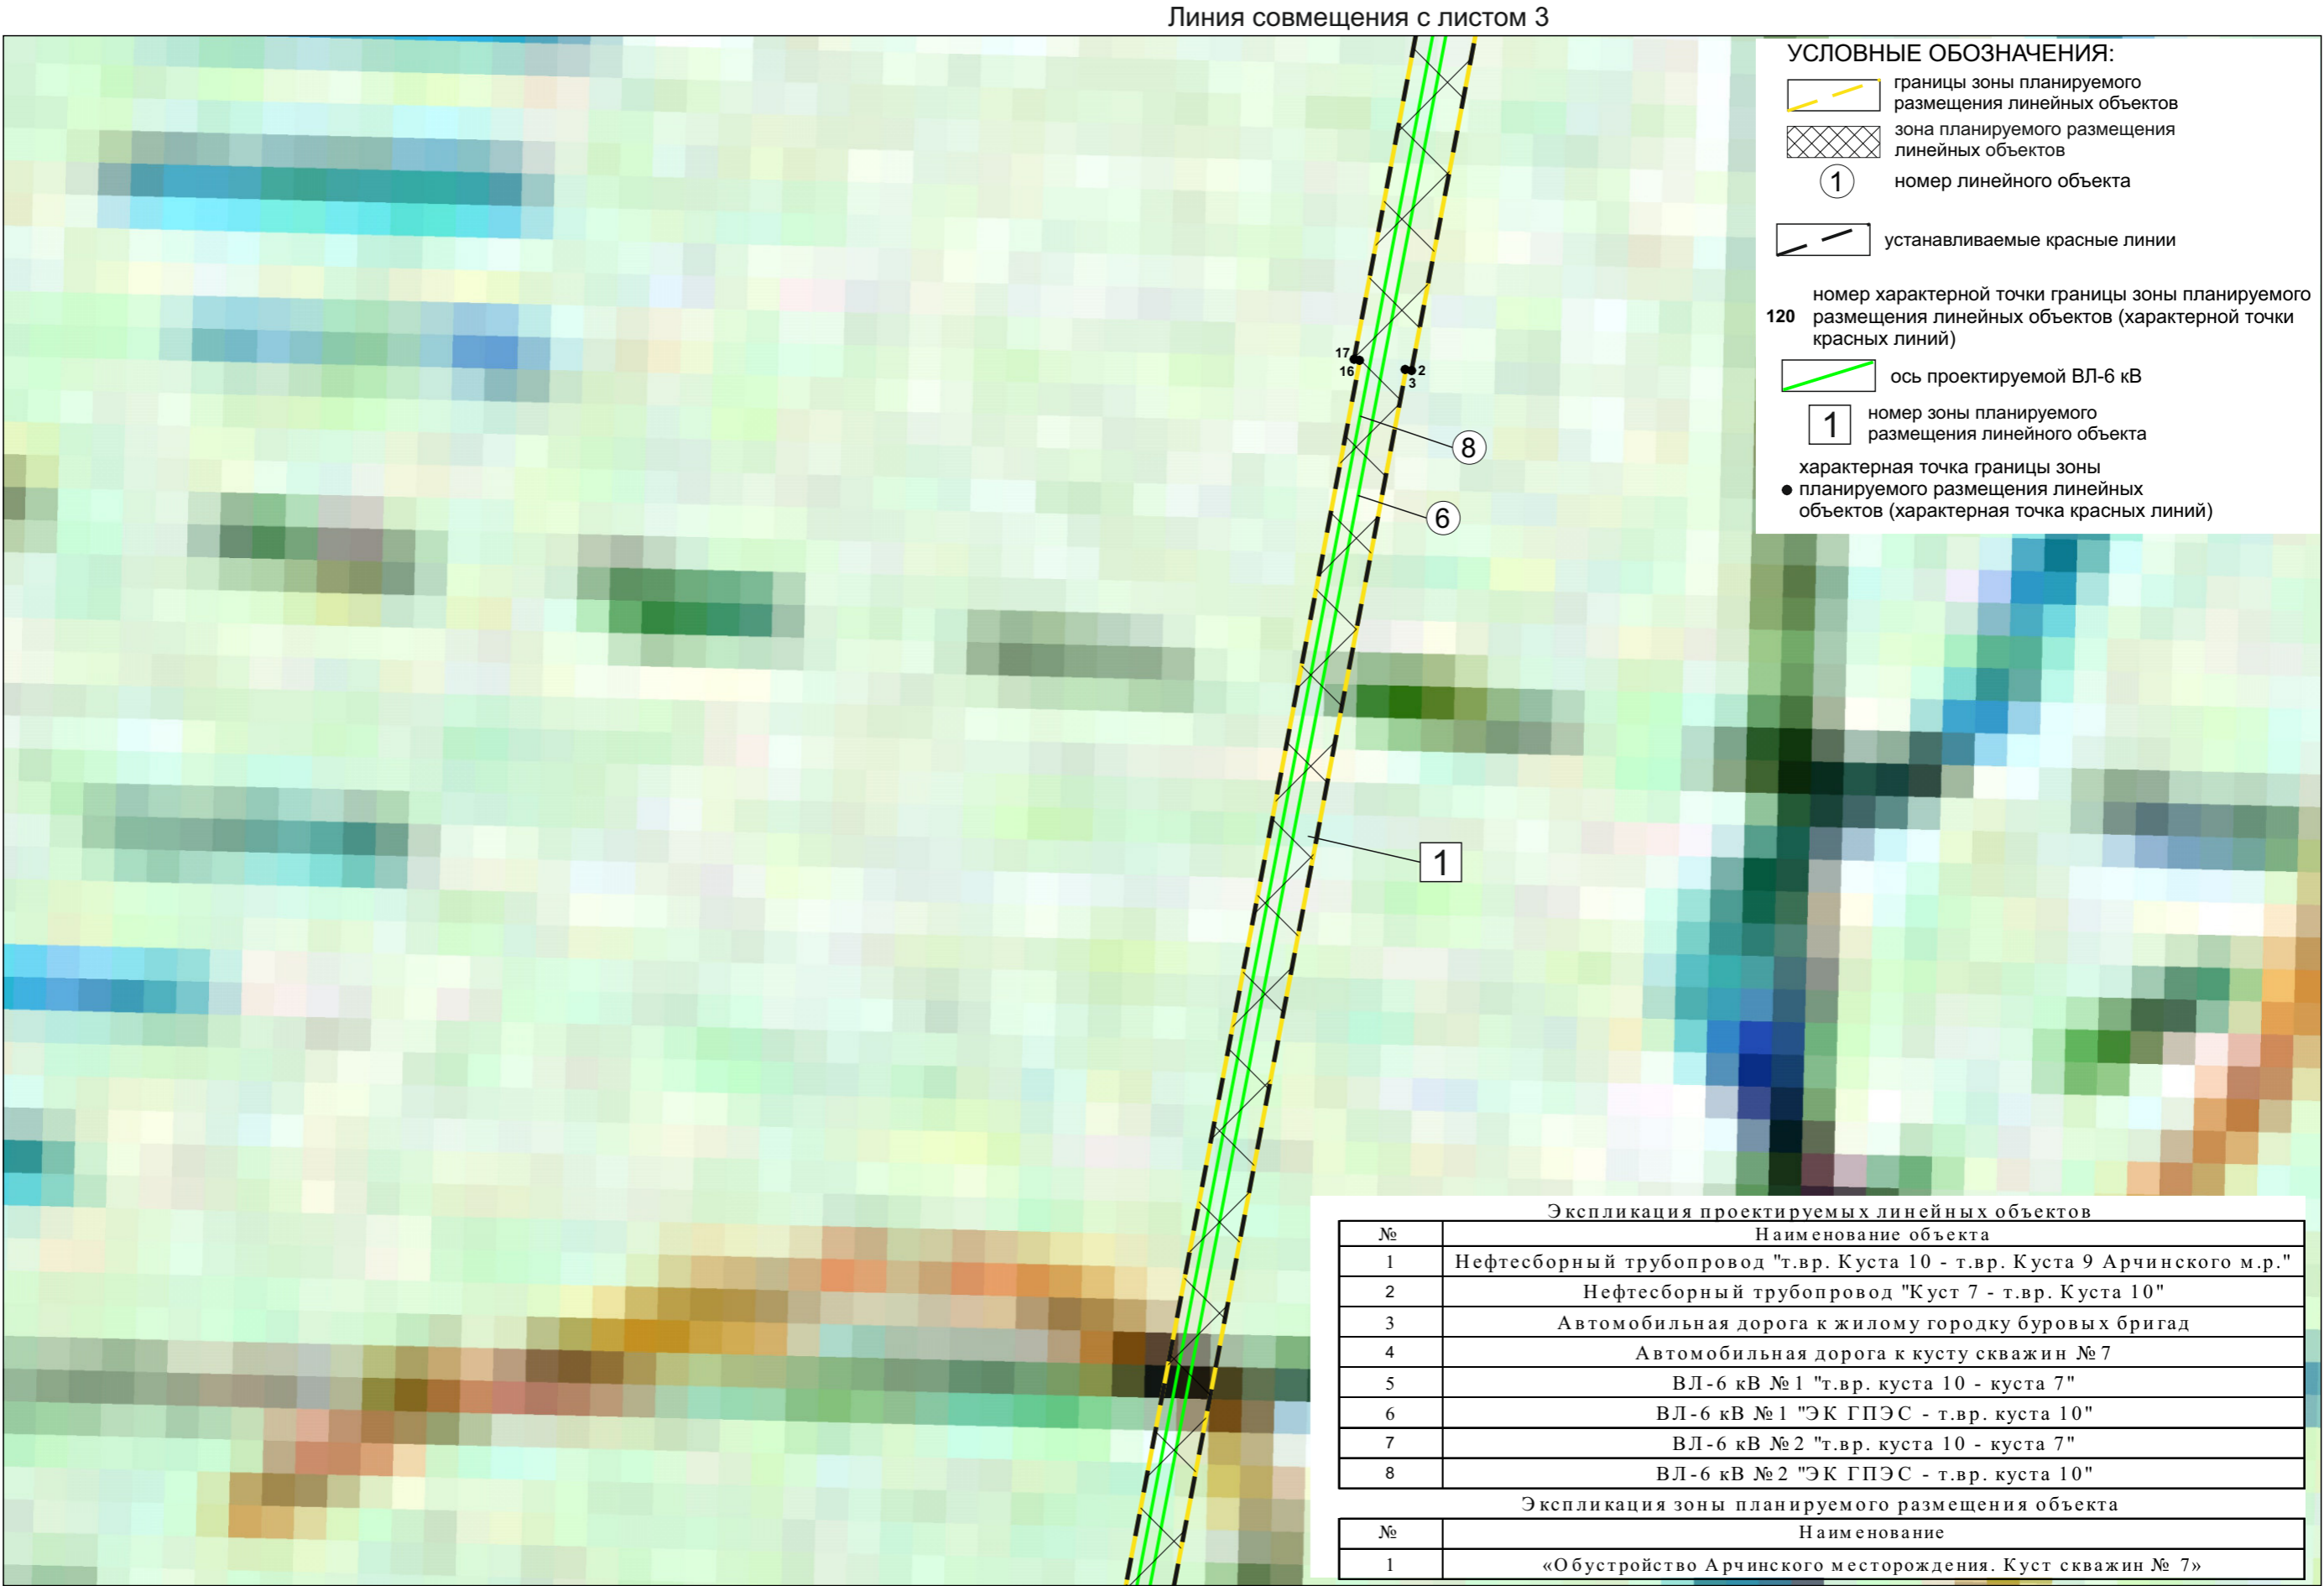 Линия совмещения с листом 3
УСЛОВНЫЕ ОБОЗНАЧЕНИЯ:
границы зоны планируемого
размещения линейных объектов
зона планируемого размещения
линейных объектов
1 номер линейного объекта
устанавливаемые красные линии
номер характерной точки границы зоны планируемого
120 размещения линейных объектов (характерной точки
красных линий)
ось проектируемой ВЛ-6 кВ
1 номер зоны планируемого
размещения линейного объекта
характерная точка границы зоны
планируемого размещения линейных
объектов (характерная точка красных линий)
17
16
2
3
8
6
1
Экспликация проектируемых линейных объектов
№ Наименование объекта
1 Нефтесборный трубопровод "т.вр. Куста 10 - т.вр. Куста 9 Арчинского м.р."
2 Нефтесборный трубопровод "Куст 7 - т.вр. Куста 10"
3 Автомобильная дорога к жилому городку буровых бригад
4 Автомобильная дорога к кусту скважин № 7
5 ВЛ-6 кВ № 1 "т.вр. куста 10 - куста 7"
6 ВЛ-6 кВ № 1 "ЭК ГПЭС - т.вр. куста 10"
7 ВЛ-6 кВ № 2 "т.вр. куста 10 - куста 7"
8 ВЛ-6 кВ № 2 "ЭК ГПЭС - т.вр. куста 10"
Экспликация зоны планируемого размещения объекта
№ Наименование
1 «Обустройство Арчинского месторождения. Куст скважин № 7»